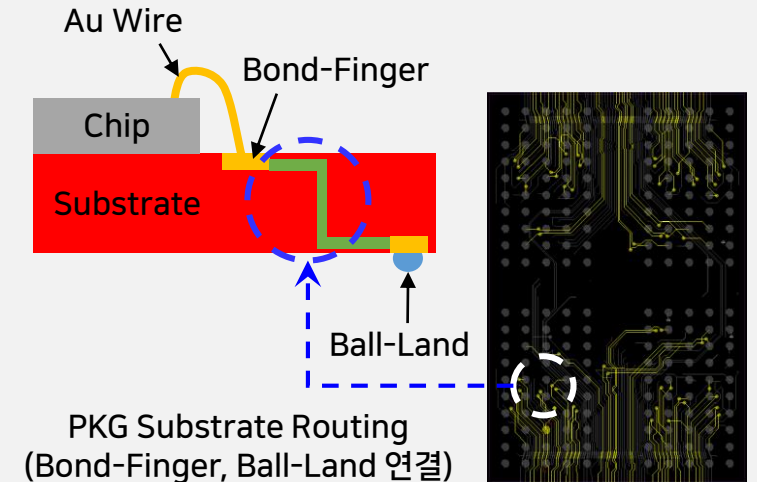 Au Wire
Bond-Finger
Chip
Substrate
Ball-Land
PKG Substrate Routing
(Bond-Finger, Ball-Land 연결)